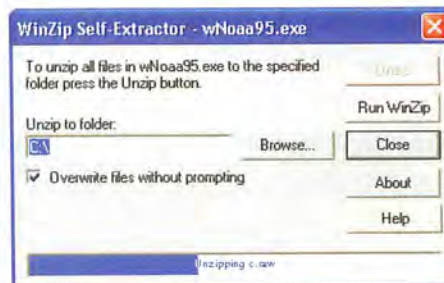 WinZip Self-Extractor - wNoaa95.exe
To unzip all files in wNoaa95.exe to the specified
folder press the Unzip button.
Unzip
Run WinZip
Unzip to folder:
C:\
Browse...
Close
Overwrite files without prompting
About
Help
Unzipping c.raw